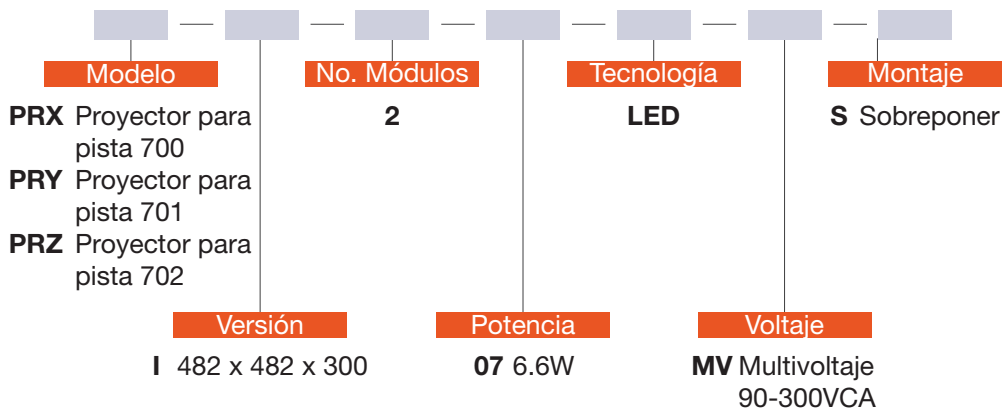 Modelo
No. Módulos
Tecnología
Montaje
PRX Proyector para
pista 700
PRY Proyector para
pista 701
PRZ Proyector para
pista 702
2
LED
S Sobreponer
Versión
Potencia
Voltaje
I 482 x 482 x 300
07 6.6W
MV Multivoltaje
90-300VCA